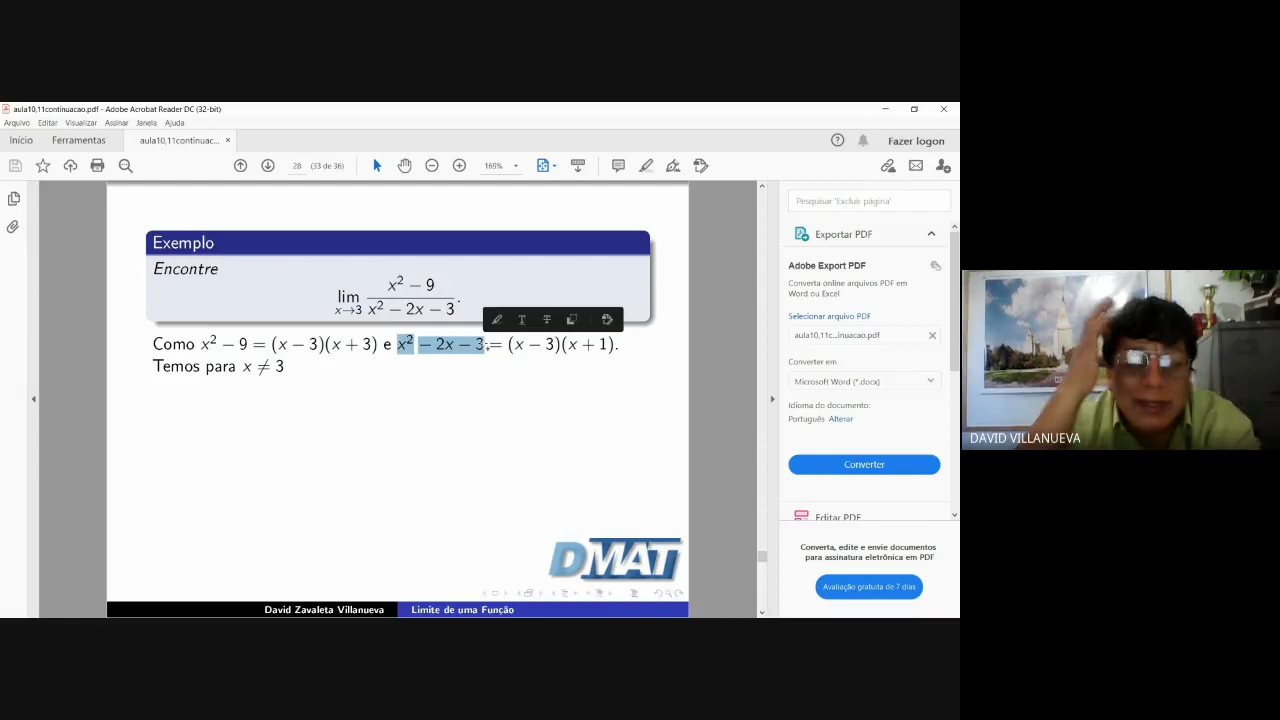 aula10,11continuacao.pdf - Adobe Acrobat Reader DC (32-bit)
Arquivo Editar Visualizar Assinar Janela Ajuda
Início Ferramentas aula10,11continuac... × Fazer logon
28 (33 de 36) 169%
Pesquisar 'Excluir página'
Exportar PDF
Adobe Export PDF
Converta online arquivos PDF em
Word ou Excel
Selecionar arquivo PDF
aula10,11c...inuacao.pdf
Converter em
Microsoft Word (*.docx)
Idioma do documento:
Português Alterar
Converter
Editar PDF
Converta, edite e envie documentos
para assinatura eletrônica em PDF
Avaliação gratuita de 7 dias
Exemplo
Encontre
lim x→3 (x² − 9)/(x² − 2x − 3).
Como x² − 9 = (x − 3)(x + 3) e x² − 2x − 3 = (x − 3)(x + 1).
Temos para x ≠ 3
DMAT
David Zavaleta Villanueva Limite de uma Função
DAVID VILLANUEVA